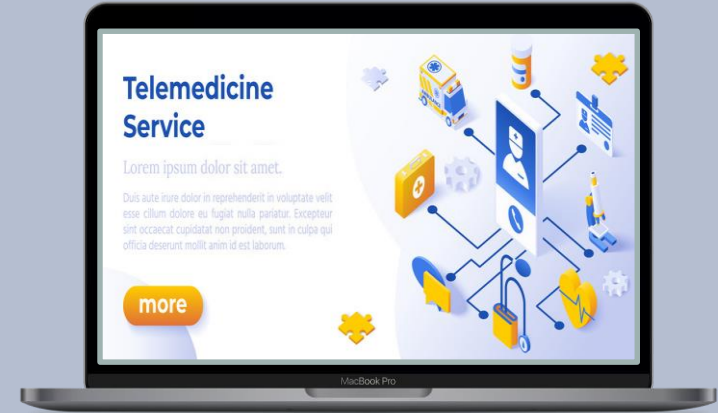 Telemedicine
Service
Lorem ipsum dolor sit amet.
Duis aute irure dolor in reprehenderit in voluptate velit
esse cillum dolore eu fugiat nulla pariatur. Excepteur
sint occaecat cupidatat non proident, sunt in culpa qui
officia deserunt mollit anim id est laborum.
more
MacBook Pro